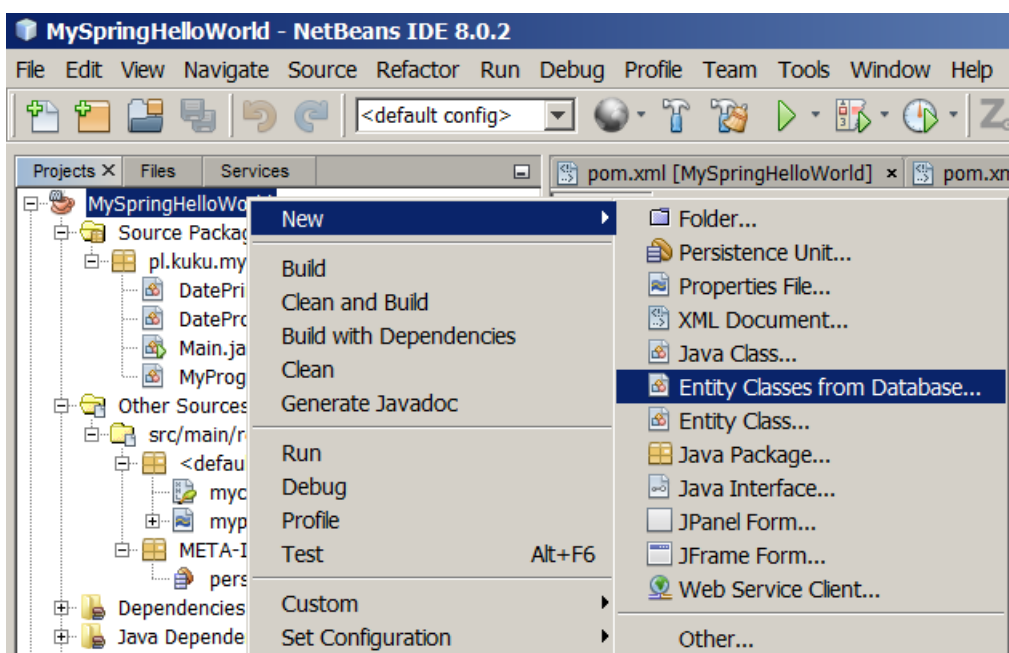 MySpringHelloWorld - NetBeans IDE 8.0.2
File Edit View Navigate Source Refactor Run Debug Profile Team Tools Window Help
<default config>
Projects Files Services
pom.xml [MySpringHelloWorld] pom.xm
MySpringHelloWo
Source Packag
pl.kuku.my
DatePri
DatePro
Main.ja
MyProg
Other Sources
src/main/r
<defau
myc
myp
META-I
pers
Dependencies
Java Depende
New
Build
Clean and Build
Build with Dependencies
Clean
Generate Javadoc
Run
Debug
Profile
Test Alt+F6
Custom
Set Configuration
Folder...
Persistence Unit...
Properties File...
XML Document...
Java Class...
Entity Classes from Database...
Entity Class...
Java Package...
Java Interface...
JPanel Form...
JFrame Form...
Web Service Client...
Other...